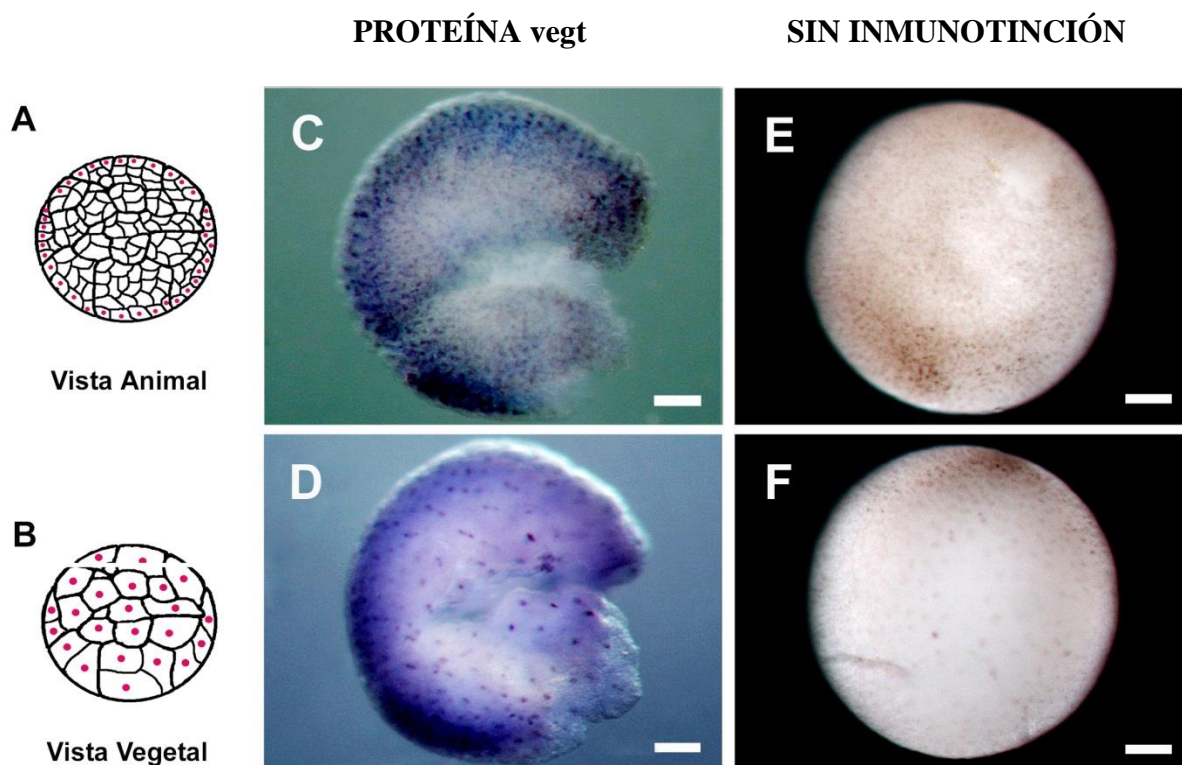 PROTEÍNA vegt
SIN INMUNOTINCIÓN
A
C
E
Vista Animal
B
D
F
Vista Vegetal